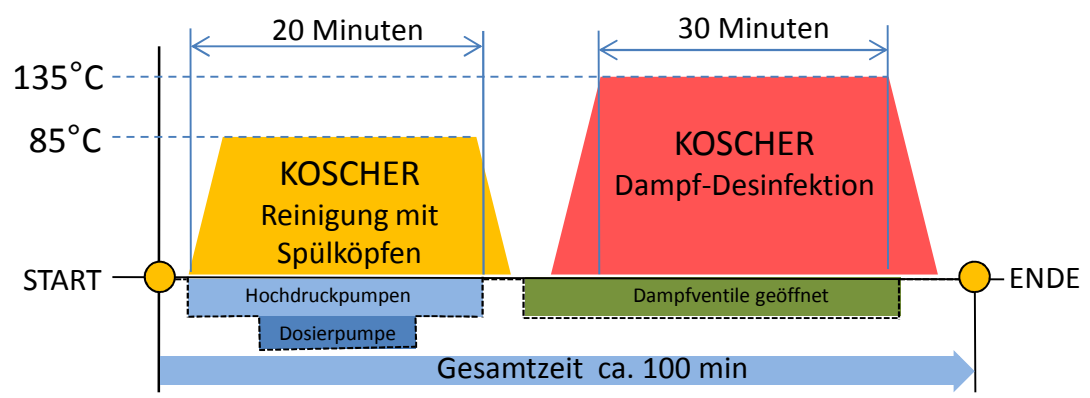 20 Minuten
30 Minuten
135°C
85°C
KOSCHER
Reinigung mit
Spülköpfen
KOSCHER
Dampf-Desinfektion
START
ENDE
Hochdruckpumpen
Dampfventile geöffnet
Dosierpumpe
Gesamtzeit ca. 100 min